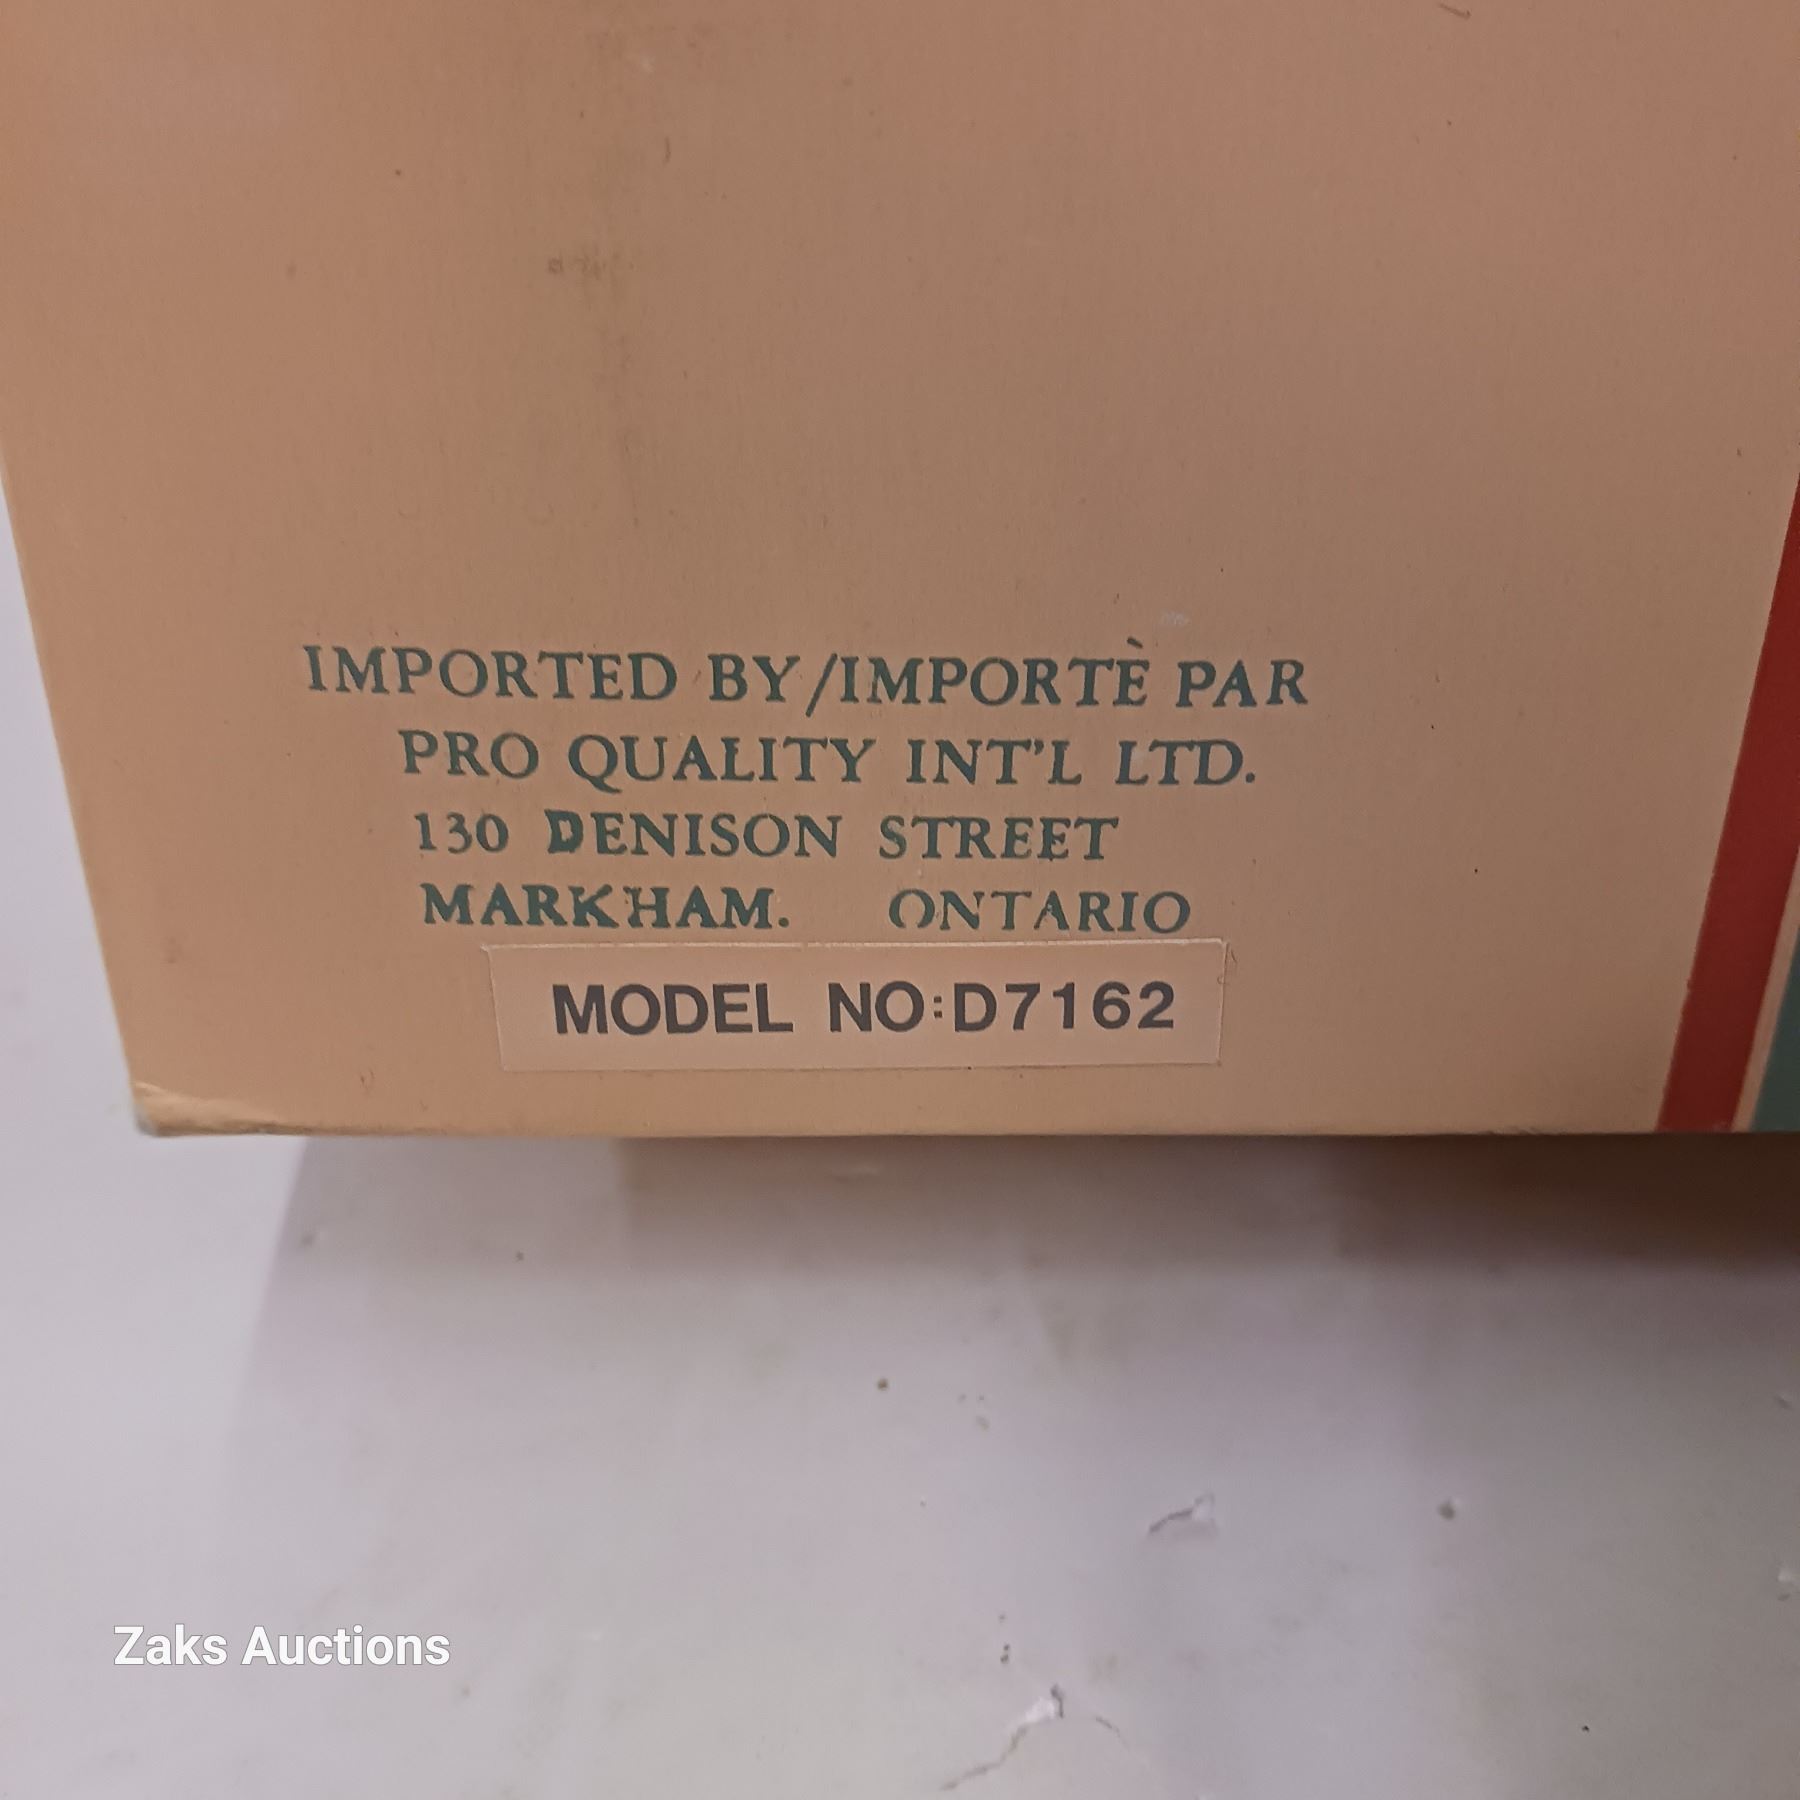 IMPORTED BY/IMPORTÈ PAR
PRO QUALITY INT'L LTD.
130 DENISON STREET
MARKHAM. ONTARIO
MODEL NO:D7162
Zaks Auctions